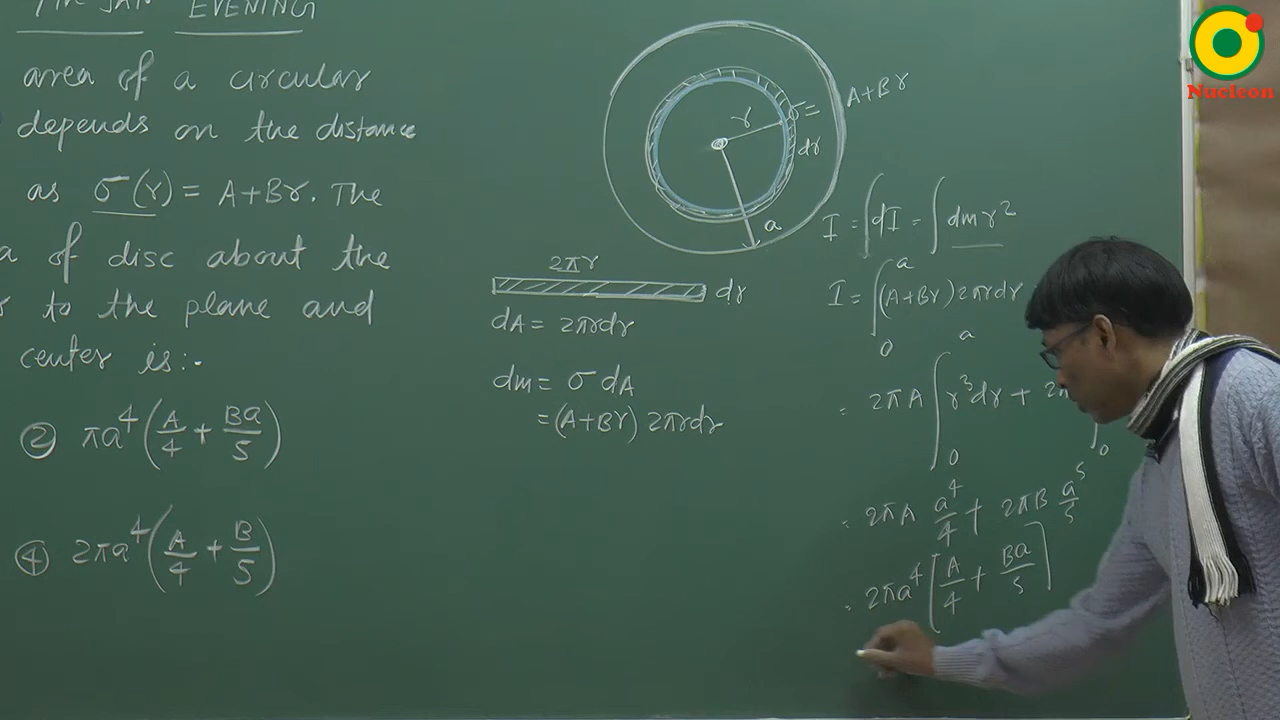 7TH JAN EVENING
area of a circular
depends on the distance
as σ(r) = A+Br. The
of disc about the
to the plane and
center is:-
② πa⁴(A/4 + Ba/5)
④ 2πa⁴(A/4 + B/5)
r
σ = A+Br
dr
a
2πr
dr
dA = 2πrdr
dm = σ dA
= (A+Br) 2πrdr
I = ∫dI = ∫dmr²
I = ∫₀ᵃ (A+Br) 2πrdr
= 2πA ∫₀ᵃ r³dr +
= 2πA a⁴/4 + 2πB a⁵/5
= 2πa⁴[A/4 + Ba/5]
Nucleon